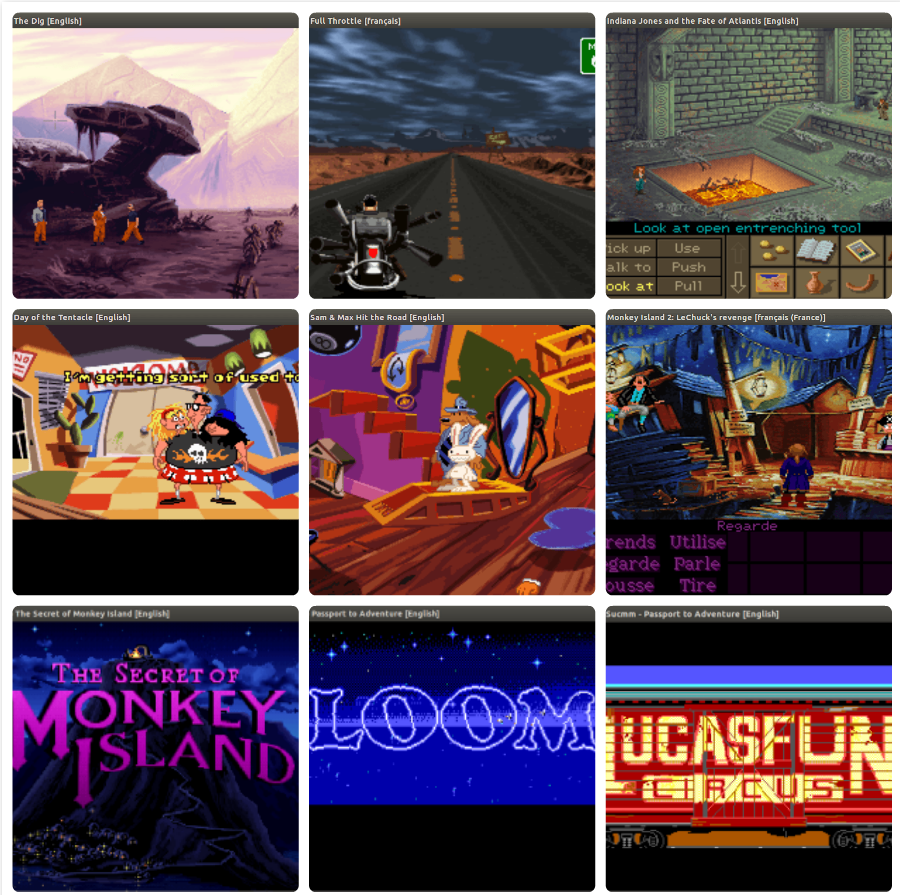 The Dig [English]
Full Throttle [français]
Indiana Jones and the Fate of Atlantis [English]
M
Look at open entrenching tool
ick up Use
alk to Push
ook at Pull
Day of the Tentacle [English]
Sam & Max Hit the Road [English]
Monkey Island 2: LeChuck's revenge [français (France)]
NO
I'm getting sort of used to
Regarde
rends Utilise
egarde Parle
ousse Tire
The Secret of Monkey Island [English]
Passport to Adventure [English]
Sucmm - Passport to Adventure [English]
THE SECRET OF
MONKEY
ISLAND
LOOM
LUCASFUN
CIRCUS